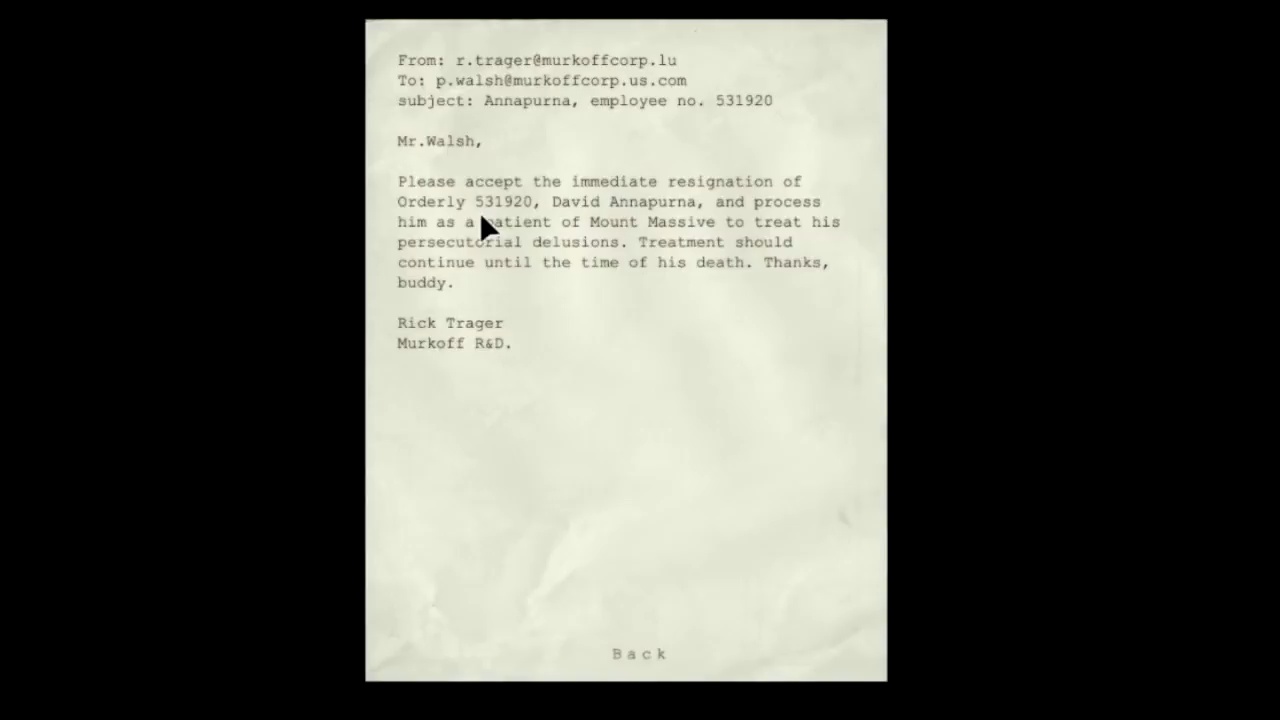 From: r.trager@murkoffcorp.lu
To: p.walsh@murkoffcorp.us.com
subject: Annapurna, employee no. 531920
Mr.Walsh,
Please accept the immediate resignation of
Orderly 531920, David Annapurna, and process
him as a patient of Mount Massive to treat his
persecutorial delusions. Treatment should
continue until the time of his death. Thanks,
buddy.
Rick Trager
Murkoff R&D.
Back